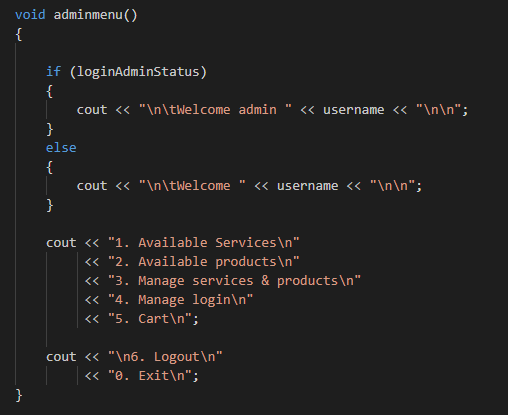 void adminmenu()
{
if (loginAdminStatus)
{
cout << "\n\tWelcome admin " << username << "\n\n";
}
else
{
cout << "\n\tWelcome " << username << "\n\n";
}
cout << "1. Available Services\n"
<< "2. Available products\n"
<< "3. Manage services & products\n"
<< "4. Manage login\n"
<< "5. Cart\n";
cout << "\n6. Logout\n"
<< "0. Exit\n";
}